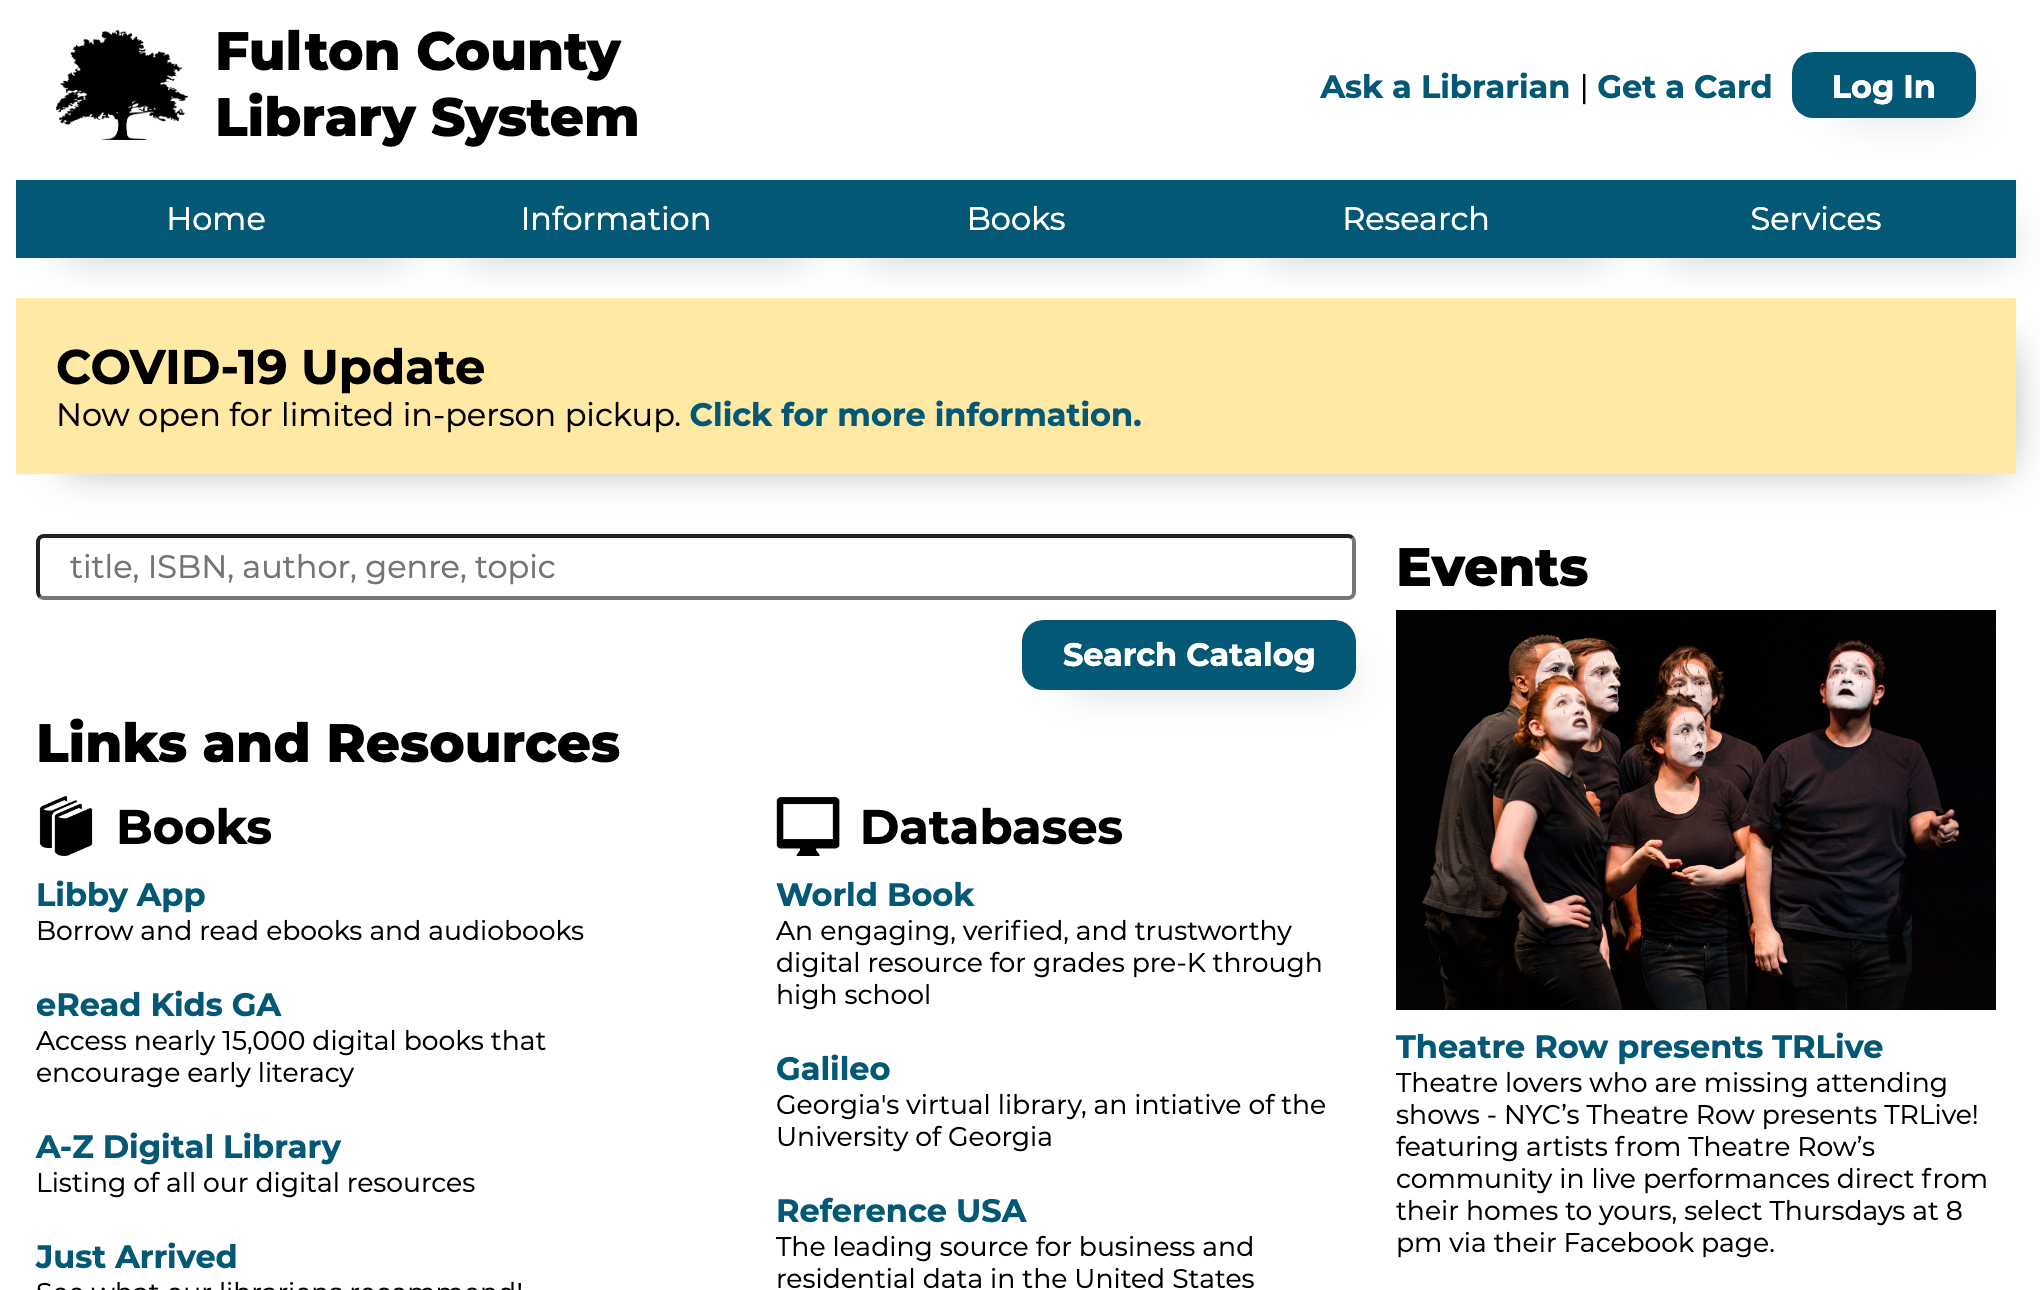 Fulton County
Library System
Ask a Librarian | Get a Card
Log In
Home
Information
Books
Research
Services
COVID-19 Update
Now open for limited in-person pickup. Click for more information.
title, ISBN, author, genre, topic
Search Catalog
Links and Resources
Books
Libby App
Borrow and read ebooks and audiobooks
eRead Kids GA
Access nearly 15,000 digital books that
encourage early literacy
A-Z Digital Library
Listing of all our digital resources
Just Arrived
See what our librarians recommend!
Databases
World Book
An engaging, verified, and trustworthy
digital resource for grades pre-K through
high school
Galileo
Georgia's virtual library, an intiative of the
University of Georgia
Reference USA
The leading source for business and
residential data in the United States
Events
Theatre Row presents TRLive
Theatre lovers who are missing attending
shows - NYC’s Theatre Row presents TRLive!
featuring artists from Theatre Row’s
community in live performances direct from
their homes to yours, select Thursdays at 8
pm via their Facebook page.